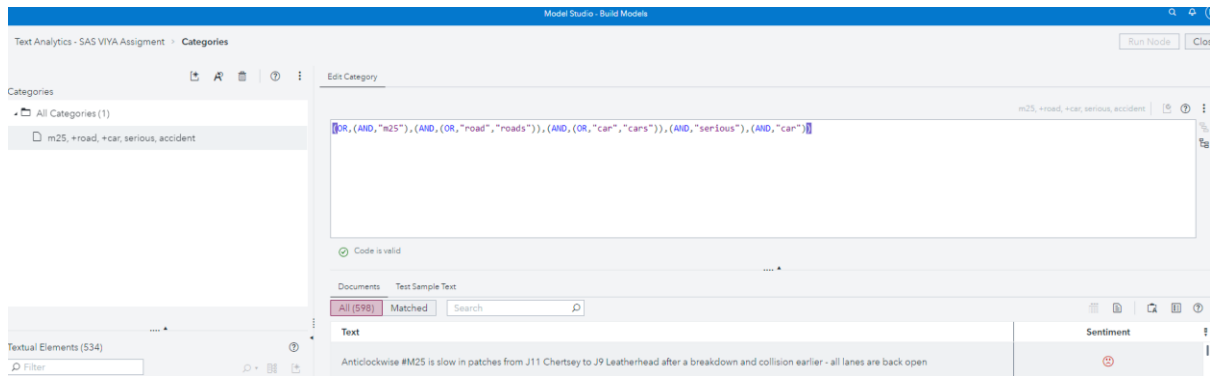 Model Studio - Build Models
Text Analytics - SAS VIYA Assigment > Categories
Run Node
Categories
Edit Category
All Categories (1)
m25, +road, +car, serious, accident
m25, +road, +car, serious, accident
(OR,(AND,"m25"),(AND,(OR,"road","roads")),(AND,(OR,"car","cars")),(AND,"serious"),(AND,"car"))
Code is valid
Documents Test Sample Text
All (598) Matched Search
Text Sentiment
Textual Elements (534)
Filter
Anticlockwise #M25 is slow in patches from J11 Chertsey to J9 Leatherhead after a breakdown and collision earlier - all lanes are back open